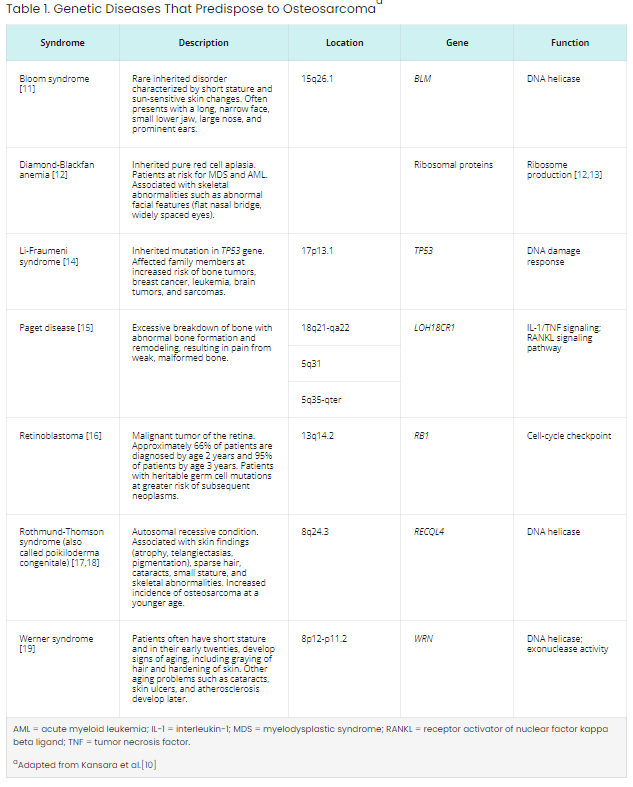 Table 1. Genetic Diseases That Predispose to Osteosarcomaᵃ
Syndrome Description Location Gene Function
Bloom syndrome
[11]
Rare inherited disorder
characterized by short stature and
sun-sensitive skin changes. Often
presents with a long, narrow face,
small lower jaw, large nose, and
prominent ears.
15q26.1
BLM
DNA helicase
Diamond-Blackfan
anemia [12]
Inherited pure red cell aplasia.
Patients at risk for MDS and AML.
Associated with skeletal
abnormalities such as abnormal
facial features (flat nasal bridge,
widely spaced eyes).
Ribosomal proteins
Ribosome
production [12,13]
Li-Fraumeni
syndrome [14]
Inherited mutation in TP53 gene.
Affected family members at
increased risk of bone tumors,
breast cancer, leukemia, brain
tumors, and sarcomas.
17p13.1
TP53
DNA damage
response
Paget disease [15]
Excessive breakdown of bone with
abnormal bone formation and
remodeling, resulting in pain from
weak, malformed bone.
18q21-qa22
5q31
5q35-qter
LOH18CR1
IL-1/TNF signaling;
RANKL signaling
pathway
Retinoblastoma [16]
Malignant tumor of the retina.
Approximately 66% of patients are
diagnosed by age 2 years and 95%
of patients by age 3 years. Patients
with heritable germ cell mutations
at greater risk of subsequent
neoplasms.
13q14.2
RB1
Cell-cycle checkpoint
Rothmund-Thomson
syndrome (also
called poikiloderma
congenitale) [17,18]
Autosomal recessive condition.
Associated with skin findings
(atrophy, telangiectasias,
pigmentation), sparse hair,
cataracts, small stature, and
skeletal abnormalities. Increased
incidence of osteosarcoma at a
younger age.
8q24.3
RECQL4
DNA helicase
Werner syndrome
[19]
Patients often have short stature
and in their early twenties, develop
signs of aging, including graying of
hair and hardening of skin. Other
aging problems such as cataracts,
skin ulcers, and atherosclerosis
develop later.
8p12-p11.2
WRN
DNA helicase;
exonuclease activity
AML = acute myeloid leukemia; IL-1 = interleukin-1; MDS = myelodysplastic syndrome; RANKL = receptor activator of nuclear factor kappa
beta ligand; TNF = tumor necrosis factor.
ᵃAdapted from Kansara et al.[10]